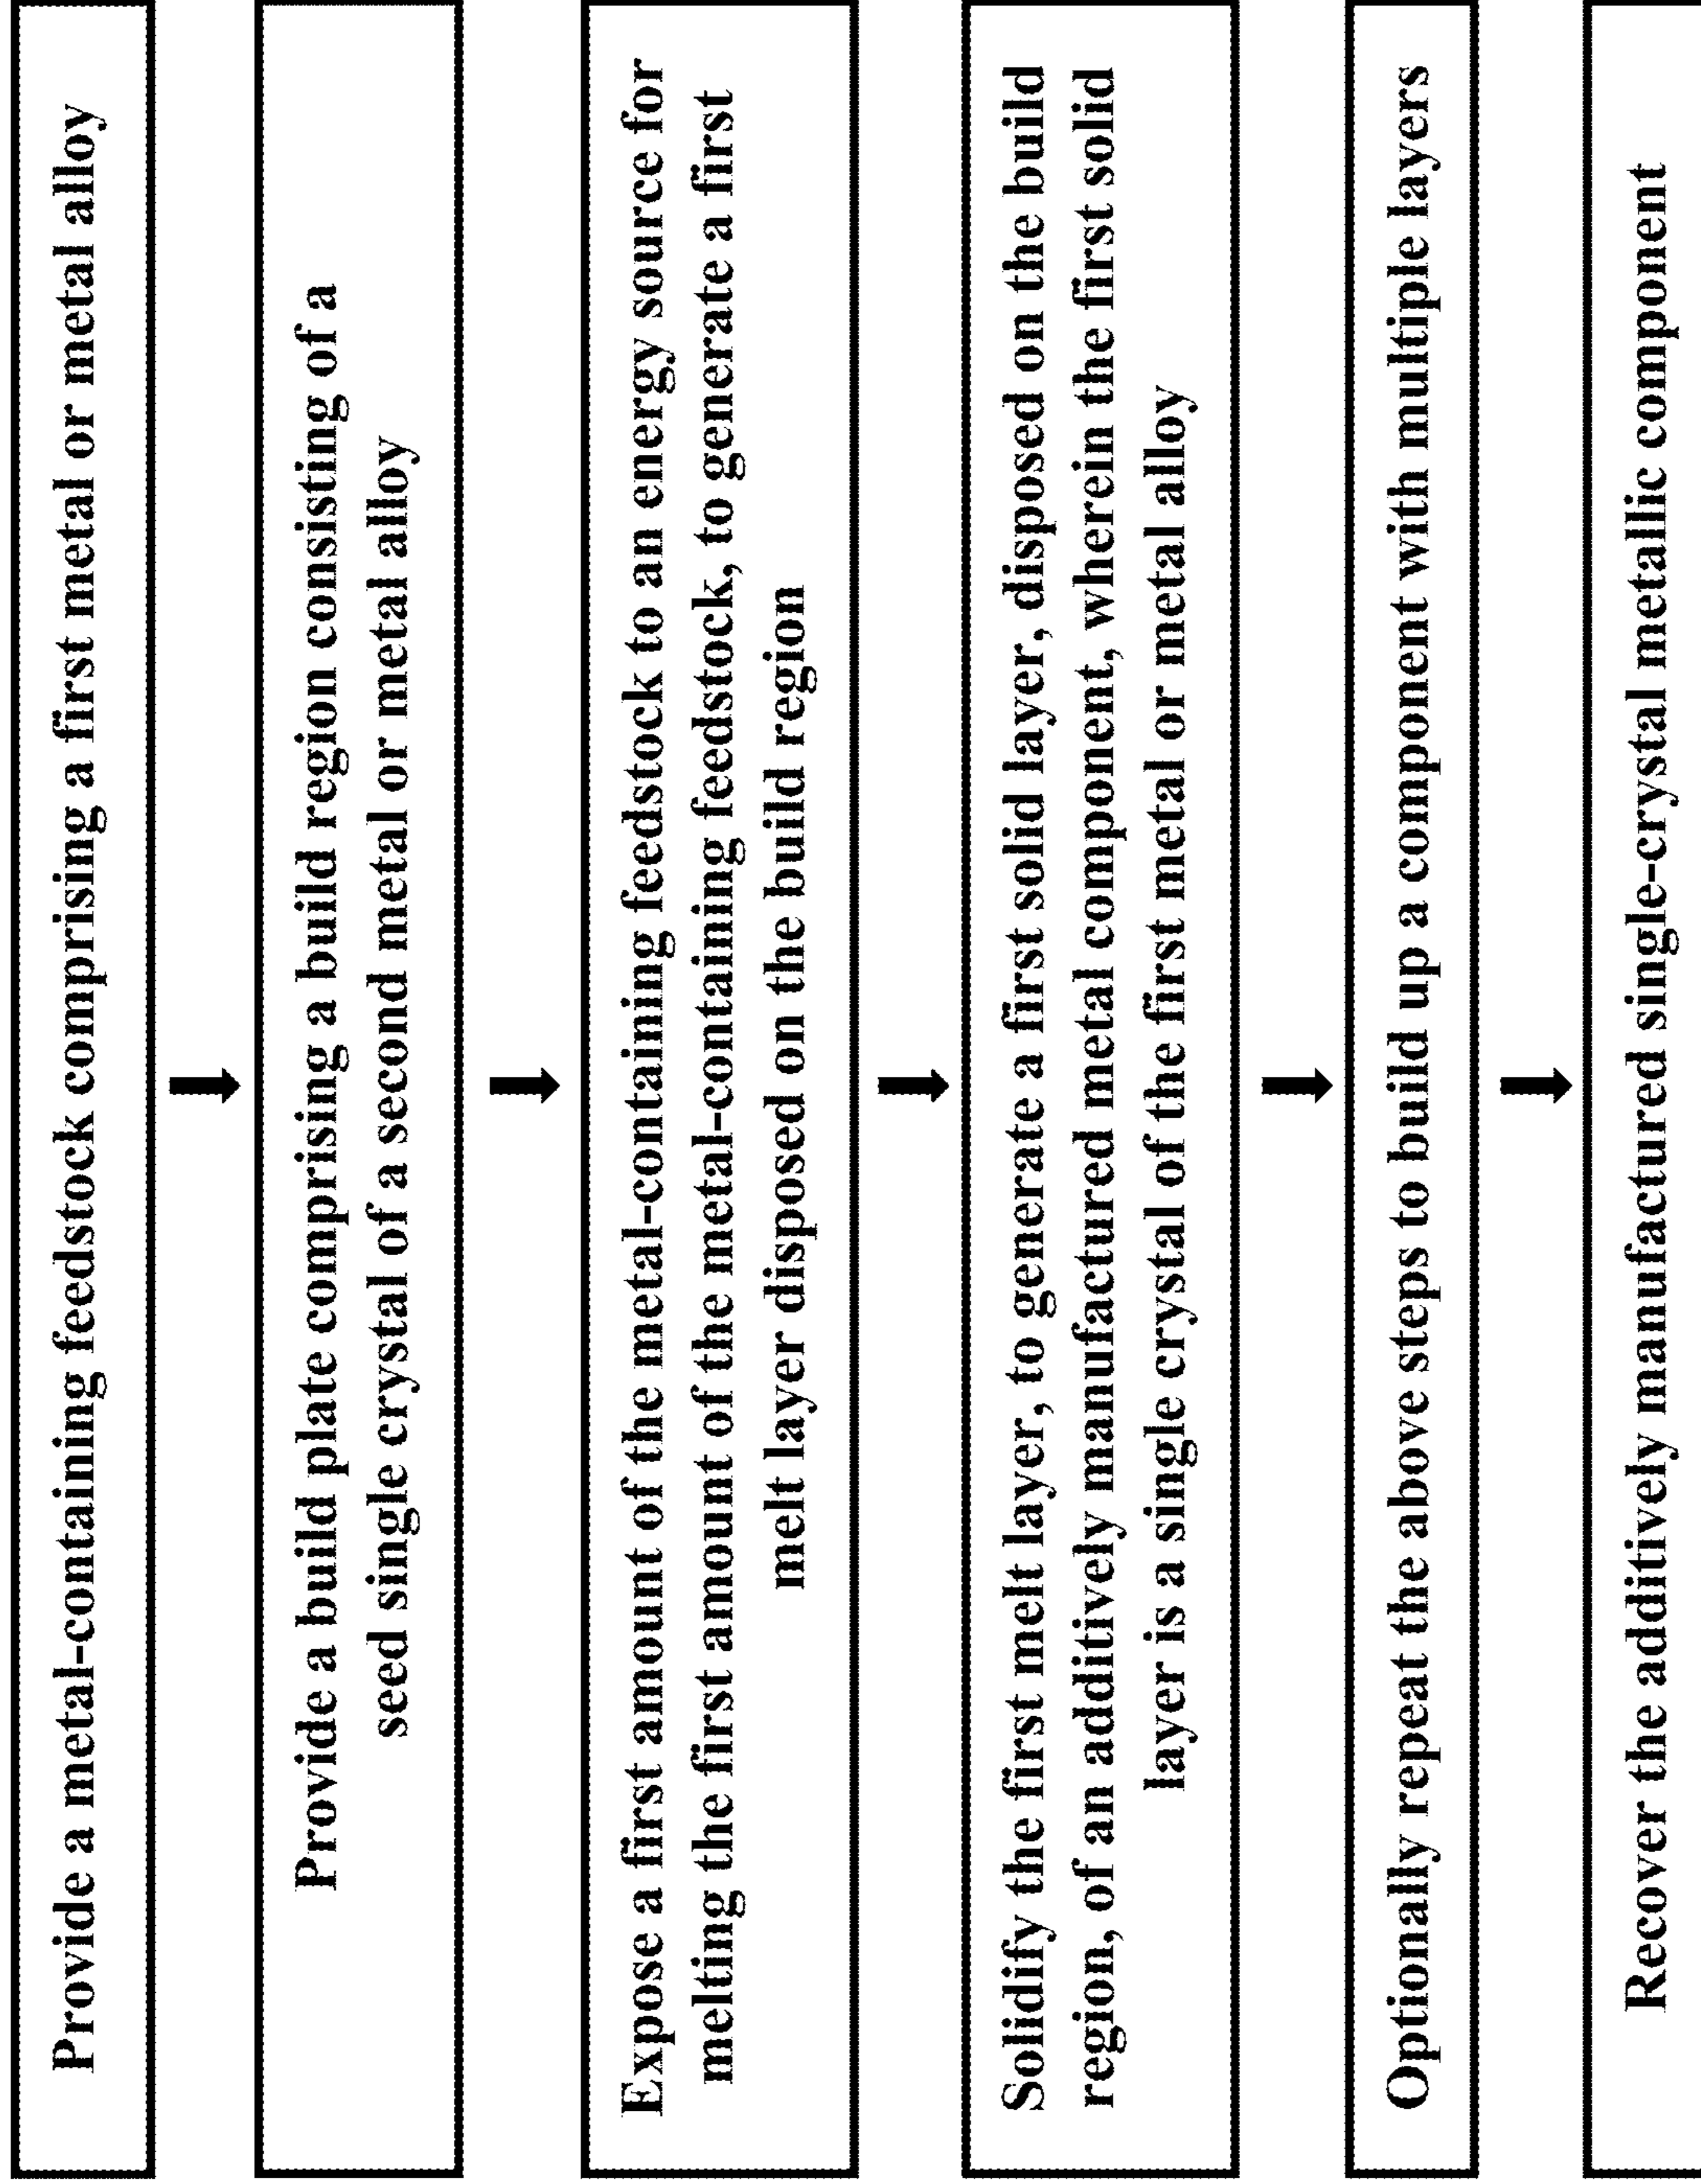 Provide a metal-containing feedstock comprising a first metal or metal alloy
Provide a build plate comprising a build region consisting of a
seed single crystal of a second metal or metal alloy
Expose a first amount of the metal-containing feedstock to an energy source for
melting the first amount of the metal-containing feedstock, to generate a first
melt layer disposed on the build region
Solidify the first melt layer, to generate a first solid layer, disposed on the build
region, of an additively manufactured metal component, wherein the first solid
layer is a single crystal of the first metal or metal alloy
Optionally repeat the above steps to build up a component with multiple layers
Recover the additively manufactured single-crystal metallic component